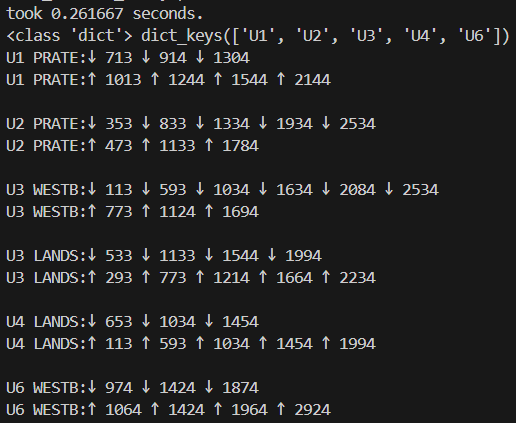 took 0.261667 seconds.
<class 'dict'> dict_keys(['U1', 'U2', 'U3', 'U4', 'U6'])
U1 PRATE:↓ 713 ↓ 914 ↓ 1304
U1 PRATE:↑ 1013 ↑ 1244 ↑ 1544 ↑ 2144
U2 PRATE:↓ 353 ↓ 833 ↓ 1334 ↓ 1934 ↓ 2534
U2 PRATE:↑ 473 ↑ 1133 ↑ 1784
U3 WESTB:↓ 113 ↓ 593 ↓ 1034 ↓ 1634 ↓ 2084 ↓ 2534
U3 WESTB:↑ 773 ↑ 1124 ↑ 1694
U3 LANDS:↓ 533 ↓ 1133 ↓ 1544 ↓ 1994
U3 LANDS:↑ 293 ↑ 773 ↑ 1214 ↑ 1664 ↑ 2234
U4 LANDS:↓ 653 ↓ 1034 ↓ 1454
U4 LANDS:↑ 113 ↑ 593 ↑ 1034 ↑ 1454 ↑ 1994
U6 WESTB:↓ 974 ↓ 1424 ↓ 1874
U6 WESTB:↑ 1064 ↑ 1424 ↑ 1964 ↑ 2924